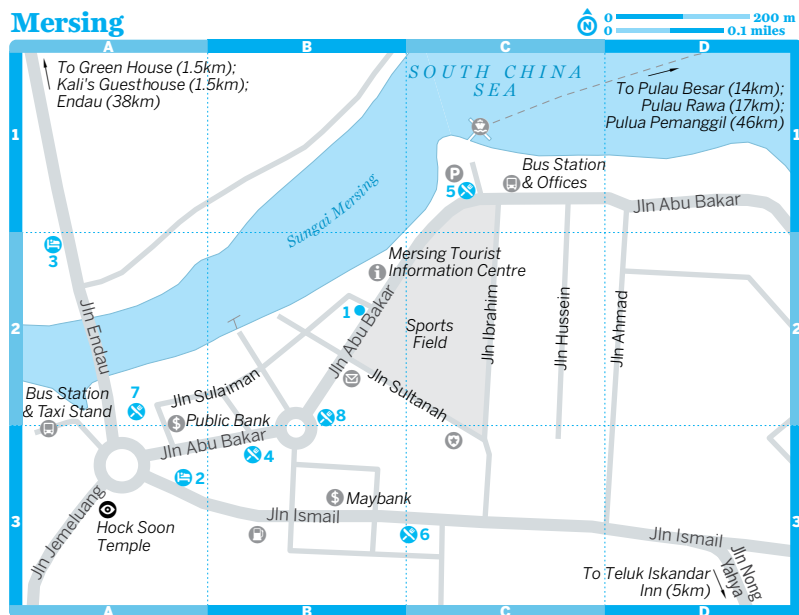 Mersing
N
0 200 m
0 0.1 miles
A B C D
1 1
2 2
3 3
A B C D
To Green House (1.5km);
Kali's Guesthouse (1.5km);
Endau (38km)
SOUTH CHINA
SEA
To Pulau Besar (14km);
Pulau Rawa (17km);
Pulua Pemanggil (46km)
P
5
Bus Station
& Offices
Jln Abu Bakar
Sungai Mersing
3
Mersing Tourist
Information Centre
i
1
Jln Abu Bakar
Sports
Field
Jln Ibrahim
Jln Hussein
Jln Ahmad
Jln Endau
Jln Sulaiman
Jln Sultanah
Bus Station
& Taxi Stand
7
$ Public Bank
8
Jln Abu Bakar
4
2
$ Maybank
Jln Ismail
6
Hock Soon
Temple
Jln Jemeluang
Jln Ismail
Jln Nong
Yahya
To Teluk Iskandar
Inn (5km)